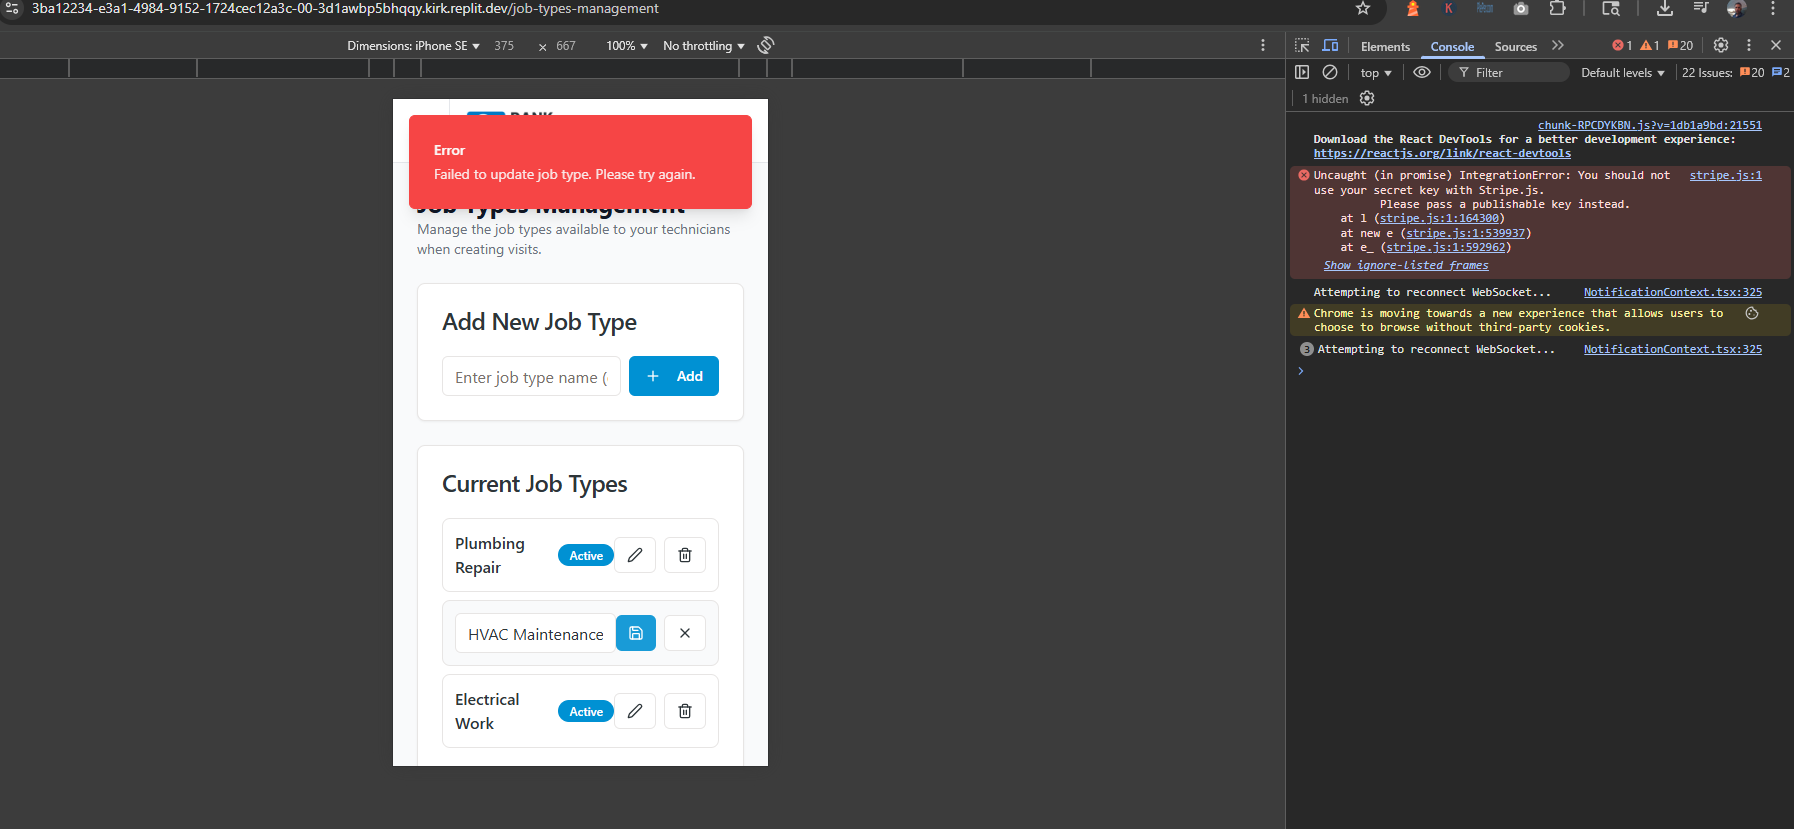 3ba12234-e3a1-4984-9152-1724cec12a3c-00-3d1awbp5bhqqy.kirk.replit.dev/job-types-management
Dimensions: iPhone SE 375 × 667 100% No throttling
Elements Console Sources 1 1 20
top Filter Default levels 22 Issues: 20 2
1 hidden
BANK
Error
Failed to update job type. Please try again.
Job Types Management
Manage the job types available to your technicians
when creating visits.
Add New Job Type
Enter job type name (
+ Add
Current Job Types
Plumbing
Repair
Active
HVAC Maintenance
Electrical
Work
Active
chunk-RPCDYKBN.js?v=1db1a9bd:21551
Download the React DevTools for a better development experience:
https://reactjs.org/link/react-devtools
Uncaught (in promise) IntegrationError: You should not stripe.js:1
use your secret key with Stripe.js.
Please pass a publishable key instead.
at l (stripe.js:1:164300)
at new e (stripe.js:1:539937)
at e_ (stripe.js:1:592962)
Show ignore-listed frames
Attempting to reconnect WebSocket... NotificationContext.tsx:325
Chrome is moving towards a new experience that allows users to
choose to browse without third-party cookies.
3 Attempting to reconnect WebSocket... NotificationContext.tsx:325